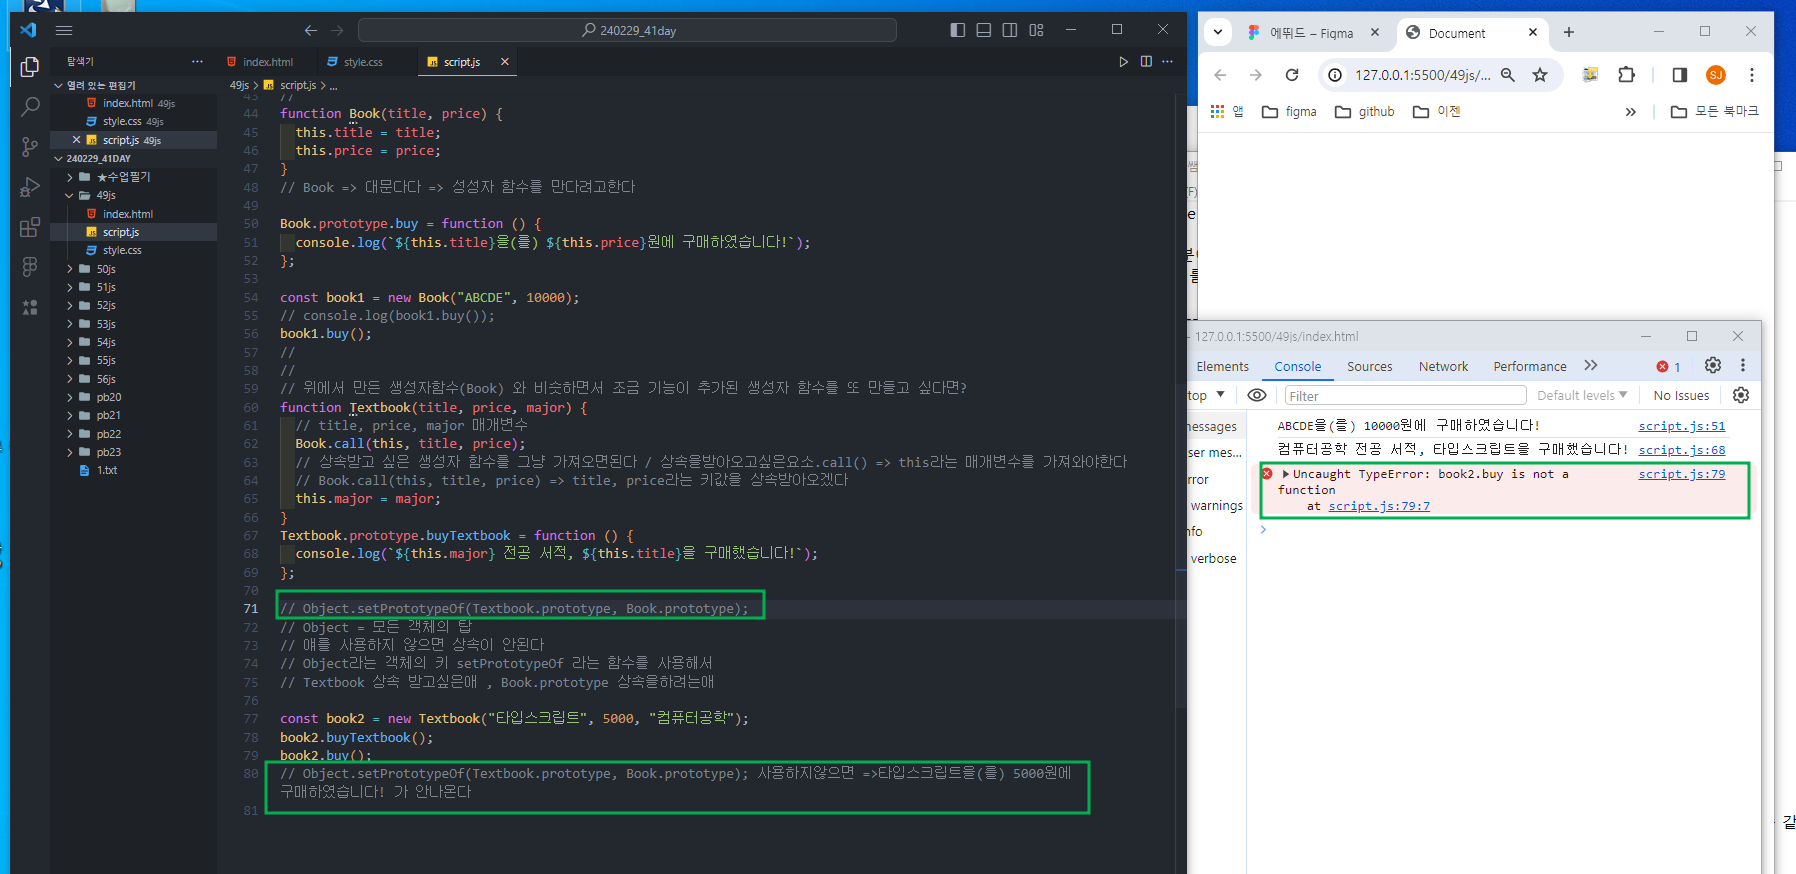 240229_41day
탐색기
index.html
style.css
script.js
에뛰드 – Figma
Document
127.0.0.1:5500/49js/...
SJ
앱
figma
github
이젠
모든 북마크
열려 있는 편집기
index.html 49js
style.css 49js
script.js 49js
240229_41DAY
★수업필기
49js
index.html
script.js
style.css
50js
51js
52js
53js
54js
55js
56js
pb20
pb21
pb22
pb23
1.txt
49js > script.js > ...
43 //
44 function Book(title, price) {
45 this.title = title;
46 this.price = price;
47 }
48 // Book => 대문다다 => 성성자 함수를 만다려고한다
49
50 Book.prototype.buy = function () {
51 console.log(`${this.title}을(를) ${this.price}원에 구매하였습니다!`);
52 };
53
54 const book1 = new Book("ABCDE", 10000);
55 // console.log(book1.buy());
56 book1.buy();
57 //
58 //
59 // 위에서 만든 생성자함수(Book) 와 비슷하면서 조금 기능이 추가된 생성자 함수를 또 만들고 싶다면?
60 function Textbook(title, price, major) {
61 // title, price, major 매개변수
62 Book.call(this, title, price);
63 // 상속받고 싶은 생성자 함수를 그냥 가져오면된다 / 상속을받아오고싶은요소.call() => this라는 매개변수를 가져와야한다
64 // Book.call(this, title, price) => title, price라는 키값을 상속받아오겠다
65 this.major = major;
66 }
67 Textbook.prototype.buyTextbook = function () {
68 console.log(`${this.major} 전공 서적, ${this.title}을 구매했습니다!`);
69 };
70
71 // Object.setPrototypeOf(Textbook.prototype, Book.prototype);
72 // Object = 모든 객체의 탑
73 // 얘를 사용하지 않으면 상속이 안된다
74 // Object라는 객체의 키 setPrototypeOf 라는 함수를 사용해서
75 // Textbook 상속 받고싶은애 , Book.prototype 상속을하려는애
76
77 const book2 = new Textbook("타입스크립트", 5000, "컴퓨터공학");
78 book2.buyTextbook();
79 book2.buy();
80 // Object.setPrototypeOf(Textbook.prototype, Book.prototype); 사용하지않으면 =>타입스크립트을(를) 5000원에
구매하였습니다! 가 안나온다
81
127.0.0.1:5500/49js/index.html
Elements
Console
Sources
Network
Performance
1
top
Filter
Default levels
No Issues
messages
user mes...
error
warnings
info
verbose
ABCDE을(를) 10000원에 구매하였습니다! script.js:51
컴퓨터공학 전공 서적, 타입스크립트을 구매했습니다! script.js:68
Uncaught TypeError: book2.buy is not a script.js:79
function
at script.js:79:7